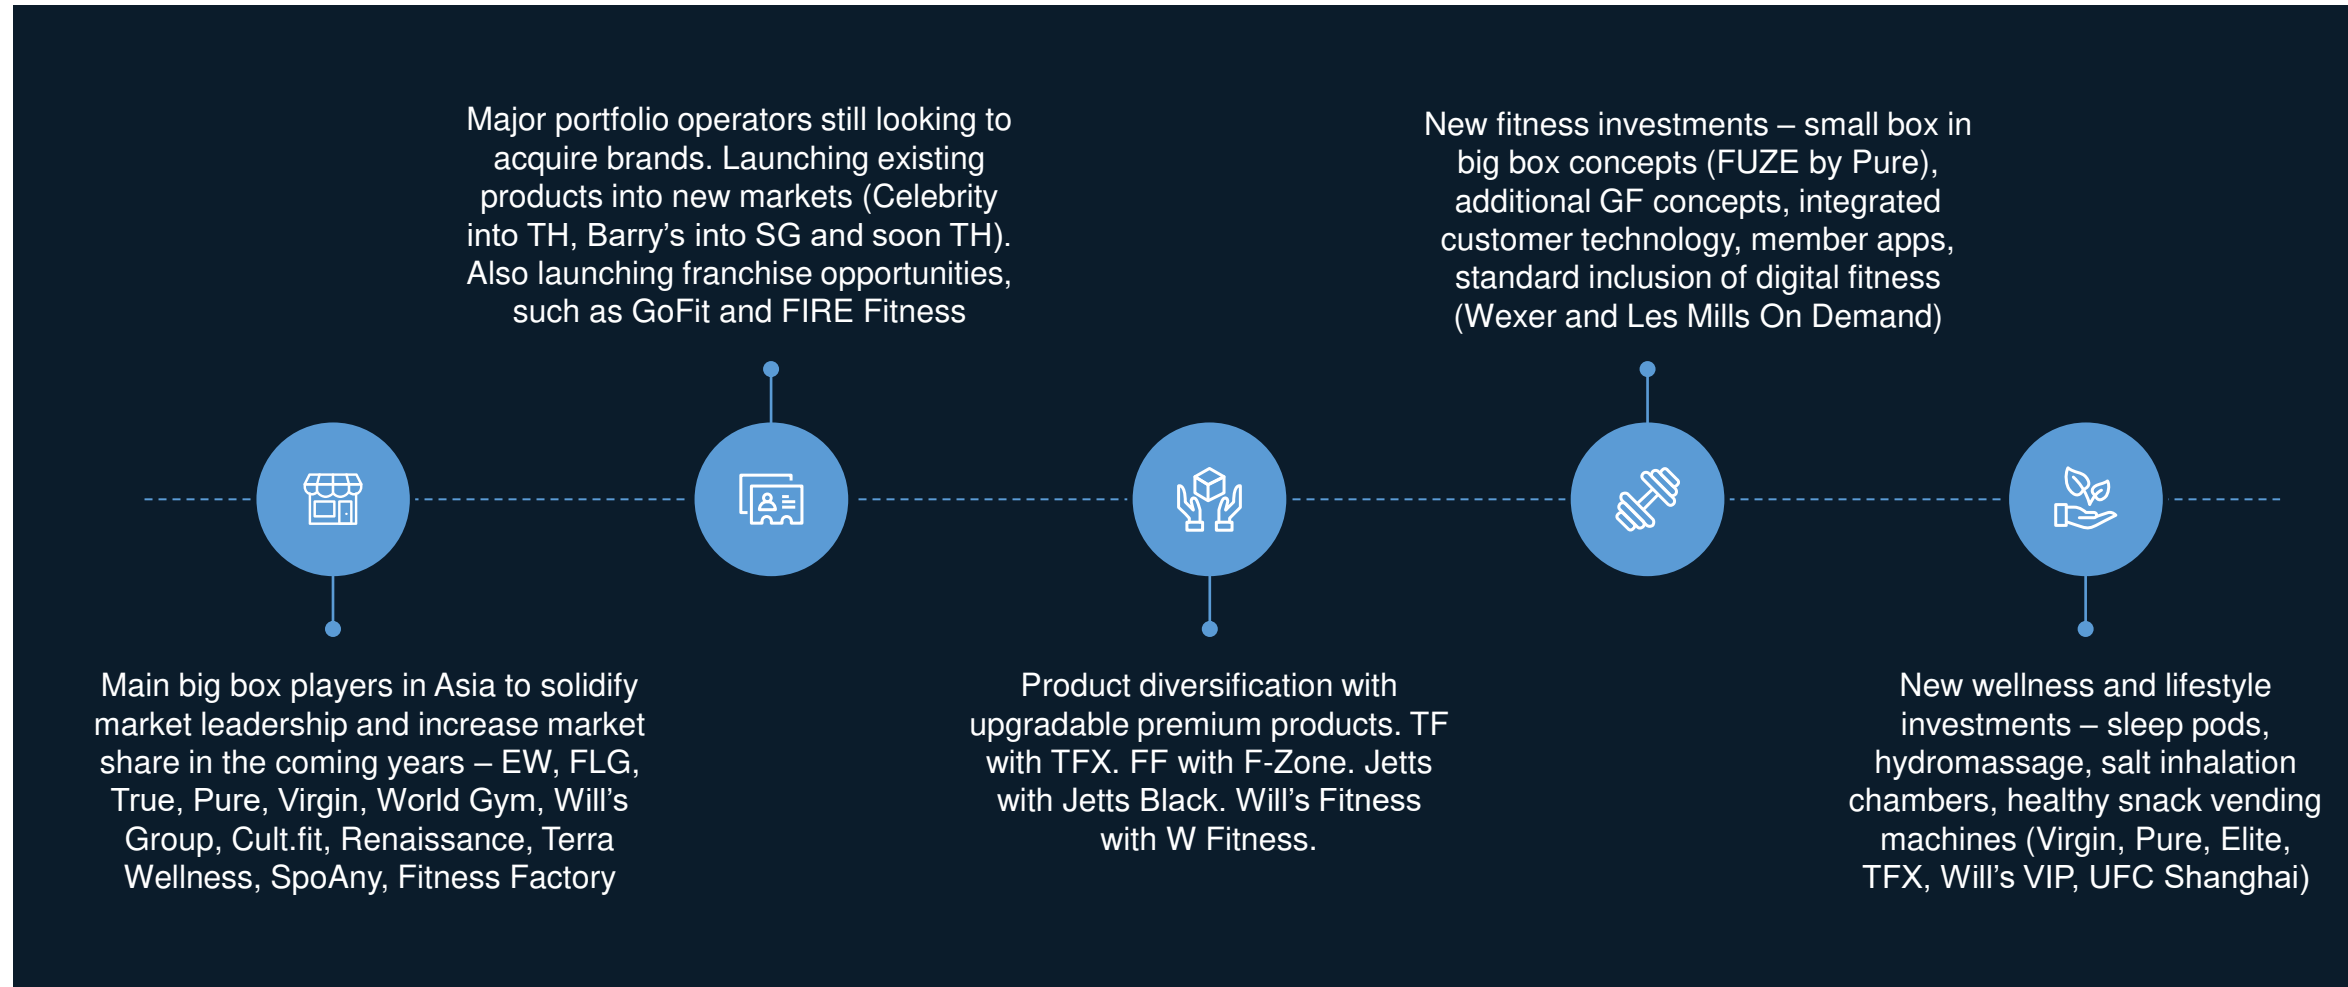 Major portfolio operators still looking to
acquire brands. Launching existing
products into new markets (Celebrity
into TH, Barry’s into SG and soon TH).
Also launching franchise opportunities,
such as GoFit and FIRE Fitness
New fitness investments – small box in
big box concepts (FUZE by Pure),
additional GF concepts, integrated
customer technology, member apps,
standard inclusion of digital fitness
(Wexer and Les Mills On Demand)
Main big box players in Asia to solidify
market leadership and increase market
share in the coming years – EW, FLG,
True, Pure, Virgin, World Gym, Will’s
Group, Cult.fit, Renaissance, Terra
Wellness, SpoAny, Fitness Factory
Product diversification with
upgradable premium products. TF
with TFX. FF with F-Zone. Jetts
with Jetts Black. Will’s Fitness
with W Fitness.
New wellness and lifestyle
investments – sleep pods,
hydromassage, salt inhalation
chambers, healthy snack vending
machines (Virgin, Pure, Elite,
TFX, Will’s VIP, UFC Shanghai)